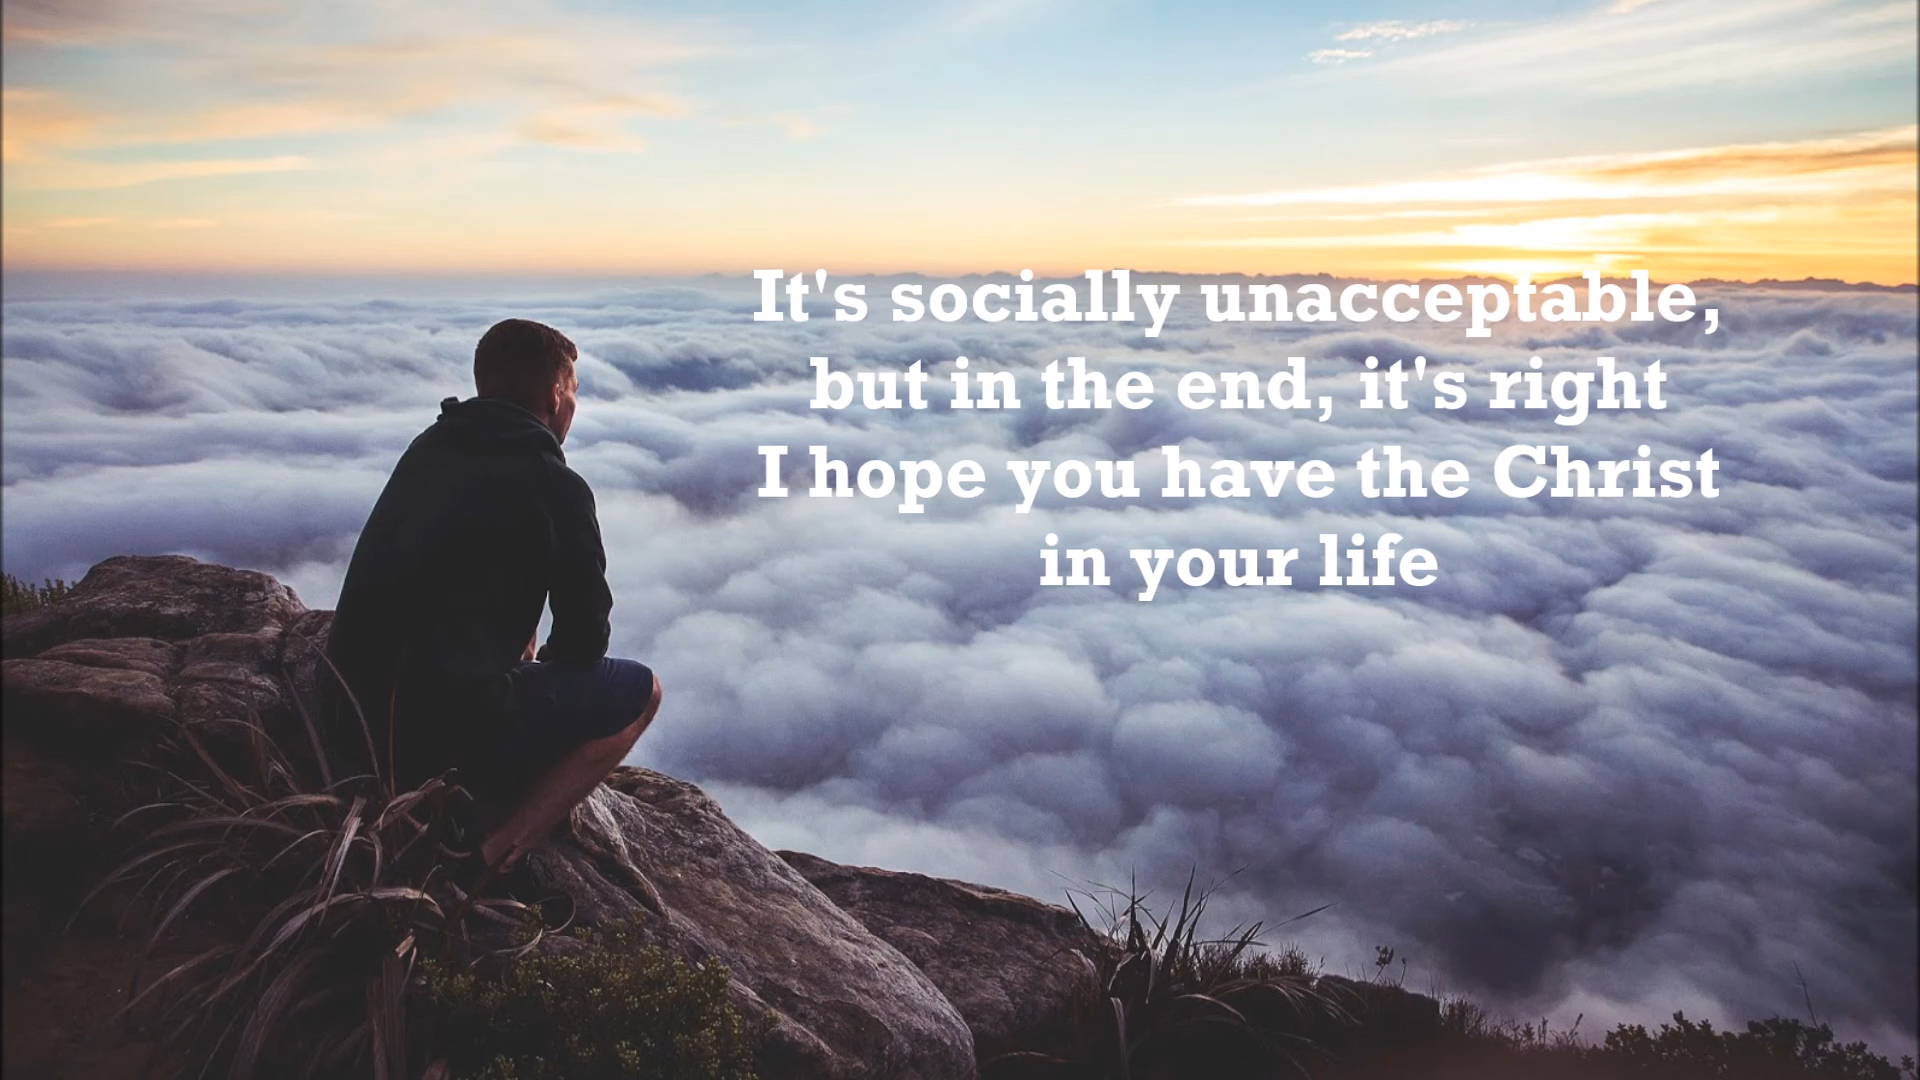 It's socially unacceptable,
but in the end, it's right
I hope you have the Christ
in your life